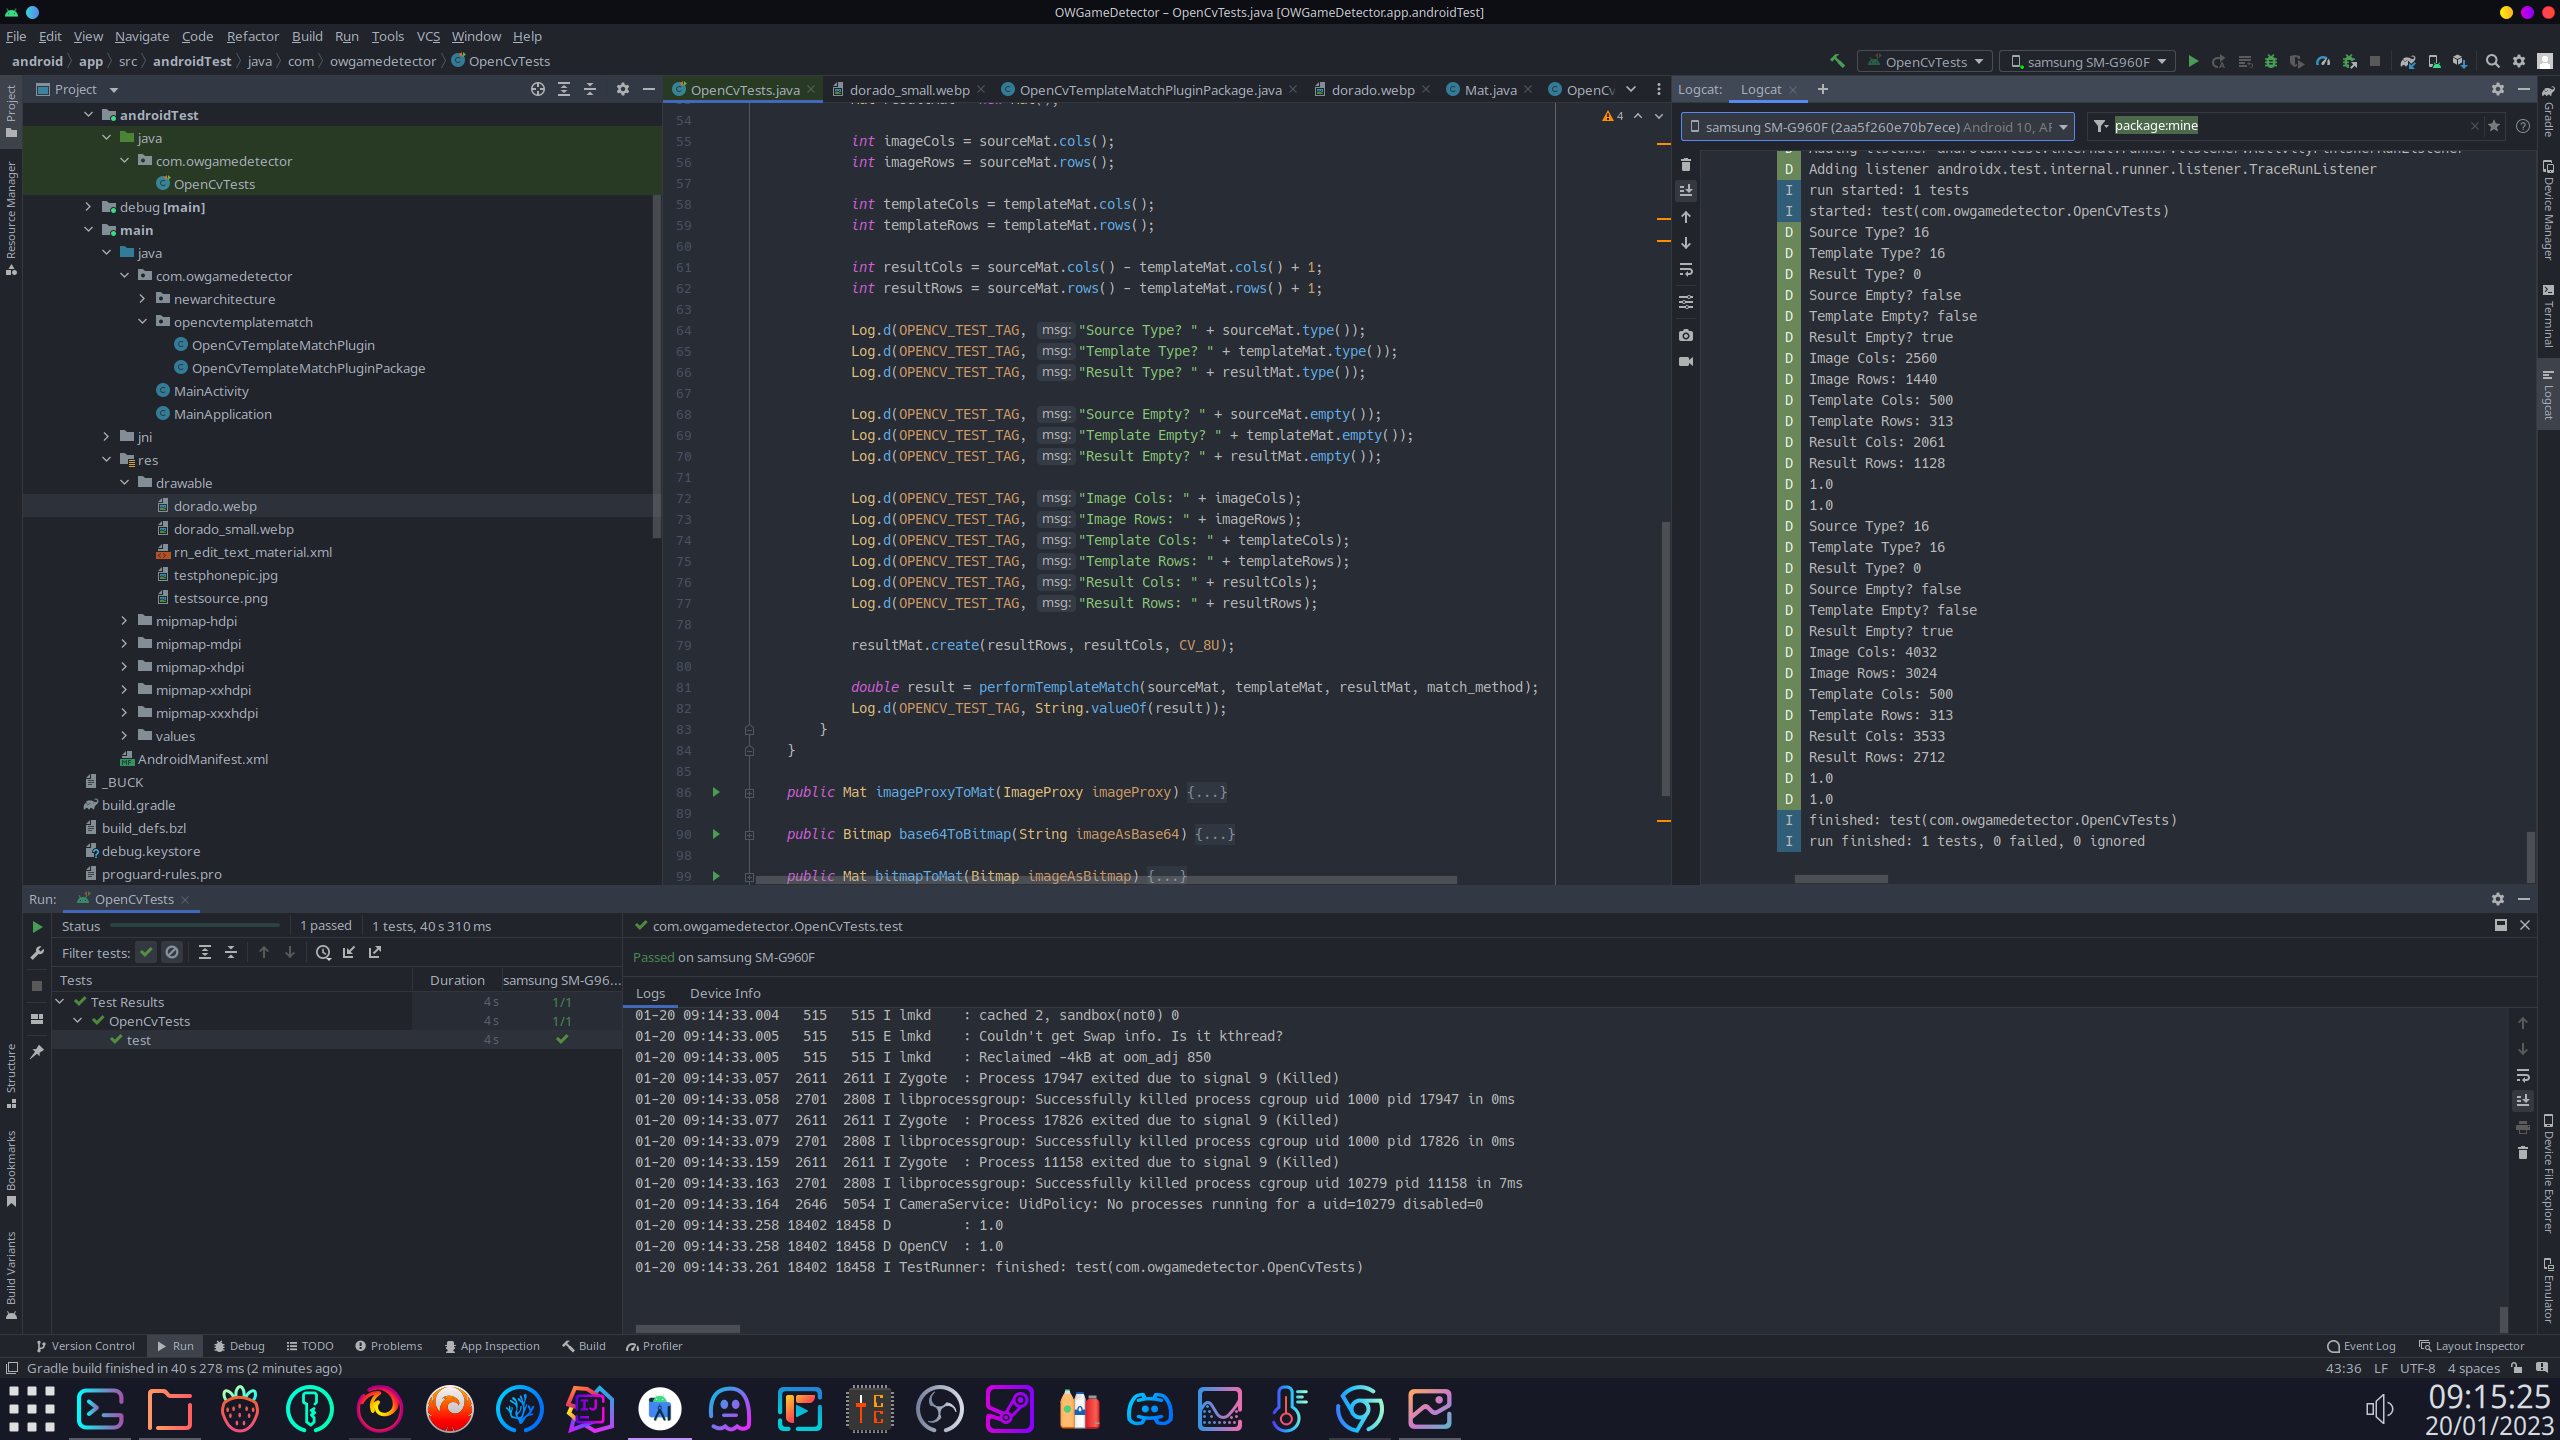 OWGameDetector – OpenCvTests.java [OWGameDetector.app.androidTest]
File Edit View Navigate Code Refactor Build Run Tools VCS Window Help
android app src androidTest java com owgamedetector OpenCvTests
OpenCvTests samsung SM-G960F
Project
androidTest
java
com.owgamedetector
OpenCvTests
debug [main]
main
java
com.owgamedetector
newarchitecture
opencvtemplatematch
OpenCvTemplateMatchPlugin
OpenCvTemplateMatchPluginPackage
MainActivity
MainApplication
jni
res
drawable
dorado.webp
dorado_small.webp
rn_edit_text_material.xml
testphonepic.jpg
testsource.png
mipmap-hdpi
mipmap-mdpi
mipmap-xhdpi
mipmap-xxhdpi
mipmap-xxxhdpi
values
AndroidManifest.xml
_BUCK
build.gradle
build_defs.bzl
debug.keystore
proguard-rules.pro
OpenCvTests.java dorado_small.webp OpenCvTemplateMatchPluginPackage.java dorado.webp Mat.java OpenCv
4
54
55 int imageCols = sourceMat.cols();
56 int imageRows = sourceMat.rows();
57
58 int templateCols = templateMat.cols();
59 int templateRows = templateMat.rows();
60
61 int resultCols = sourceMat.cols() - templateMat.cols() + 1;
62 int resultRows = sourceMat.rows() - templateMat.rows() + 1;
63
64 Log.d(OPENCV_TEST_TAG, msg: "Source Type? " + sourceMat.type());
65 Log.d(OPENCV_TEST_TAG, msg: "Template Type? " + templateMat.type());
66 Log.d(OPENCV_TEST_TAG, msg: "Result Type? " + resultMat.type());
67
68 Log.d(OPENCV_TEST_TAG, msg: "Source Empty? " + sourceMat.empty());
69 Log.d(OPENCV_TEST_TAG, msg: "Template Empty? " + templateMat.empty());
70 Log.d(OPENCV_TEST_TAG, msg: "Result Empty? " + resultMat.empty());
71
72 Log.d(OPENCV_TEST_TAG, msg: "Image Cols: " + imageCols);
73 Log.d(OPENCV_TEST_TAG, msg: "Image Rows: " + imageRows);
74 Log.d(OPENCV_TEST_TAG, msg: "Template Cols: " + templateCols);
75 Log.d(OPENCV_TEST_TAG, msg: "Template Rows: " + templateRows);
76 Log.d(OPENCV_TEST_TAG, msg: "Result Cols: " + resultCols);
77 Log.d(OPENCV_TEST_TAG, msg: "Result Rows: " + resultRows);
78
79 resultMat.create(resultRows, resultCols, CV_8U);
80
81 double result = performTemplateMatch(sourceMat, templateMat, resultMat, match_method);
82 Log.d(OPENCV_TEST_TAG, String.valueOf(result));
83 }
84 }
85
86 public Mat imageProxyToMat(ImageProxy imageProxy) {...}
89
90 public Bitmap base64ToBitmap(String imageAsBase64) {...}
98
99 public Mat bitmapToMat(Bitmap imageAsBitmap) {...}
Logcat: Logcat
samsung SM-G960F (2aa5f260e70b7ece) Android 10, AF
package:mine
D Adding listener androidx.test.internal.runner.listener.TraceRunListener
I run started: 1 tests
I started: test(com.owgamedetector.OpenCvTests)
D Source Type? 16
D Template Type? 16
D Result Type? 0
D Source Empty? false
D Template Empty? false
D Result Empty? true
D Image Cols: 2560
D Image Rows: 1440
D Template Cols: 500
D Template Rows: 313
D Result Cols: 2061
D Result Rows: 1128
D 1.0
D 1.0
D Source Type? 16
D Template Type? 16
D Result Type? 0
D Source Empty? false
D Template Empty? false
D Result Empty? true
D Image Cols: 4032
D Image Rows: 3024
D Template Cols: 500
D Template Rows: 313
D Result Cols: 3533
D Result Rows: 2712
D 1.0
D 1.0
I finished: test(com.owgamedetector.OpenCvTests)
I run finished: 1 tests, 0 failed, 0 ignored
Project
Resource Manager
Structure
Bookmarks
Build Variants
Gradle
Device Manager
Terminal
Logcat
Device File Explorer
Emulator
Run: OpenCvTests
Status 1 passed 1 tests, 40 s 310 ms
Filter tests:
Tests Duration samsung SM-G96...
Test Results 4 s 1/1
OpenCvTests 4 s 1/1
test 4 s
com.owgamedetector.OpenCvTests.test
Passed on samsung SM-G960F
Logs Device Info
01-20 09:14:33.004 515 515 I lmkd : cached 2, sandbox(not0) 0
01-20 09:14:33.005 515 515 E lmkd : Couldn't get Swap info. Is it kthread?
01-20 09:14:33.005 515 515 I lmkd : Reclaimed -4kB at oom_adj 850
01-20 09:14:33.057 2611 2611 I Zygote : Process 17947 exited due to signal 9 (Killed)
01-20 09:14:33.058 2701 2808 I libprocessgroup: Successfully killed process cgroup uid 1000 pid 17947 in 0ms
01-20 09:14:33.077 2611 2611 I Zygote : Process 17826 exited due to signal 9 (Killed)
01-20 09:14:33.079 2701 2808 I libprocessgroup: Successfully killed process cgroup uid 1000 pid 17826 in 0ms
01-20 09:14:33.159 2611 2611 I Zygote : Process 11158 exited due to signal 9 (Killed)
01-20 09:14:33.163 2701 2808 I libprocessgroup: Successfully killed process cgroup uid 10279 pid 11158 in 7ms
01-20 09:14:33.164 2646 5054 I CameraService: UidPolicy: No processes running for a uid=10279 disabled=0
01-20 09:14:33.258 18402 18458 D : 1.0
01-20 09:14:33.258 18402 18458 D OpenCV : 1.0
01-20 09:14:33.261 18402 18458 I TestRunner: finished: test(com.owgamedetector.OpenCvTests)
Version Control Run Debug TODO Problems App Inspection Build Profiler Event Log Layout Inspector
Gradle build finished in 40 s 278 ms (2 minutes ago) 43:36 LF UTF-8 4 spaces
09:15:25
20/01/2023